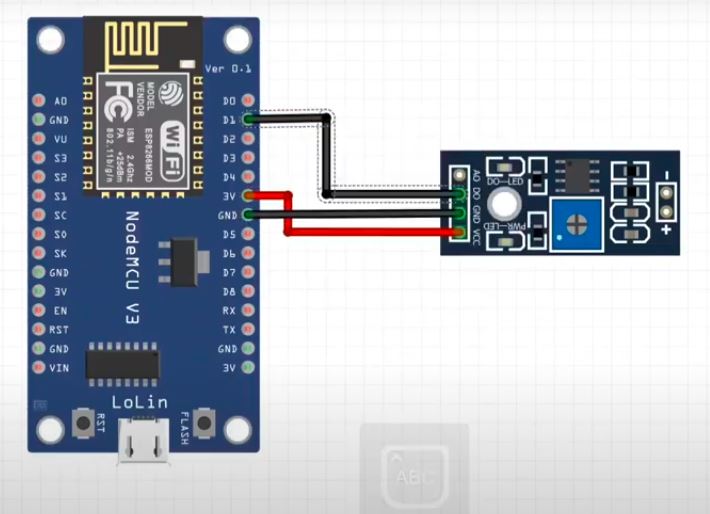 Ver 0.1
MODEL
VENDOR
ESP8266MOD
FC
WiFi
ISM 2.4GHz
PA +25dBm
802.11b/g/n
A0
GND
VU
S3
S2
S1
SC
S0
SK
GND
3V
EN
RST
GND
VIN
D0
D1
D2
D3
D4
3V
GND
D5
D6
D7
D8
RX
TX
GND
3V
NodeMCU V3
LoLin
RST
FLASH
AO
DO
GND
VCC
DO-LED
PWR-LED
-
+
ABC